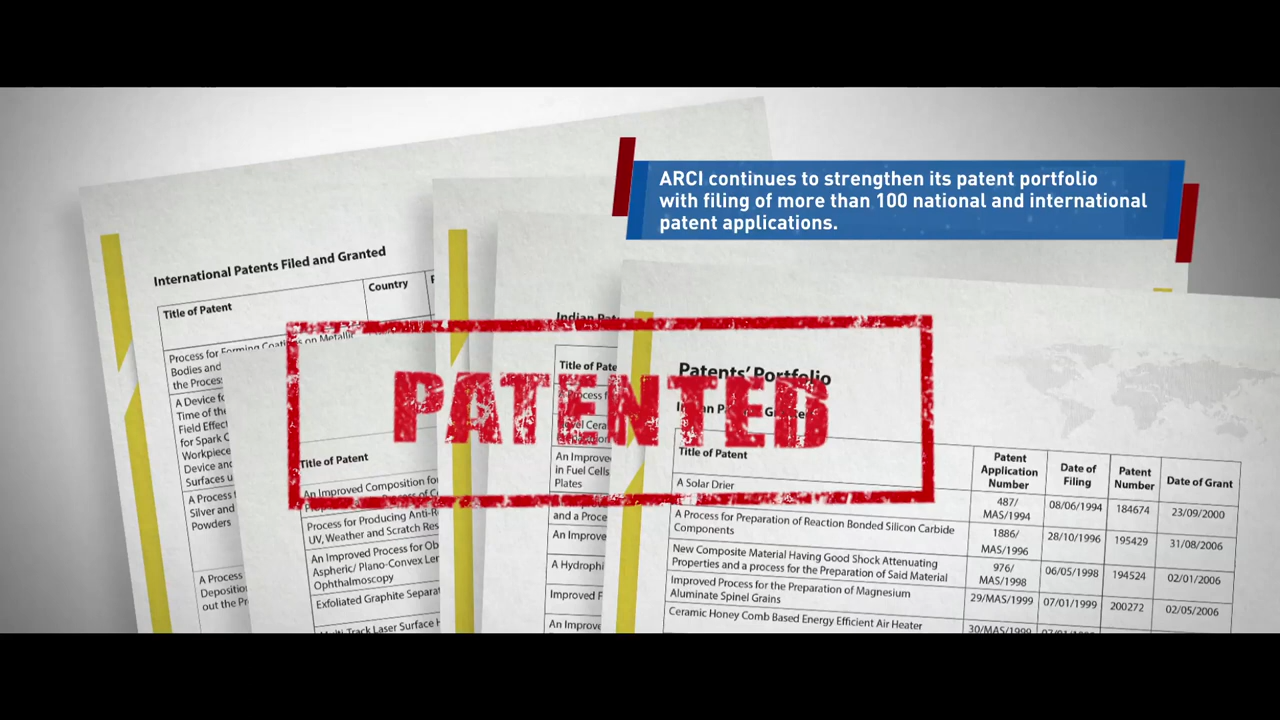 ARCI continues to strengthen its patent portfolio
with filing of more than 100 national and international
patent applications.
International Patents Filed and Granted
Title of Patent
Country
Process for Forming Coatings on Metallic
Bodies and
the Process
A Device fo
Time of the
Field Effect
for Spark
Workpiece
Device and
Surfaces u
A Process
Silver and
Powders
A Process
Depositio
out the Pr
Title of Patent
An Improved Composition for
Process for Producing Anti-R
UV, Weather and Scratch Res
An Improved Process for Ob
Aspheric/ Plano-Convex Len
Ophthalmoscopy
Exfoliated Graphite Separat
Multi Track Laser Surface H
Indian Pat
Title of Pate
A Process f
Novel Cera
An Improve
in Fuel Cells
Plates
and a Proce
An Improve
A Hydrophi
Improved F
An Improve
PATENTED
Patents' Portfolio
Title of Patent
Patent
Application
Number
Date of
Filing
Patent
Number
Date of Grant
A Solar Drier
487/
MAS/1994
08/06/1994
184674
23/09/2000
A Process for Preparation of Reaction Bonded Silicon Carbide
Components
1886/
MAS/1996
28/10/1996
195429
31/08/2006
New Composite Material Having Good Shock Attenuating
Properties and a process for the Preparation of Said Material
976/
MAS/1998
06/05/1998
194524
02/01/2006
Improved Process for the Preparation of Magnesium
Aluminate Spinel Grains
29/MAS/1999
07/01/1999
200272
02/05/2006
Ceramic Honey Comb Based Energy Efficient Air Heater
30/MAS/1999